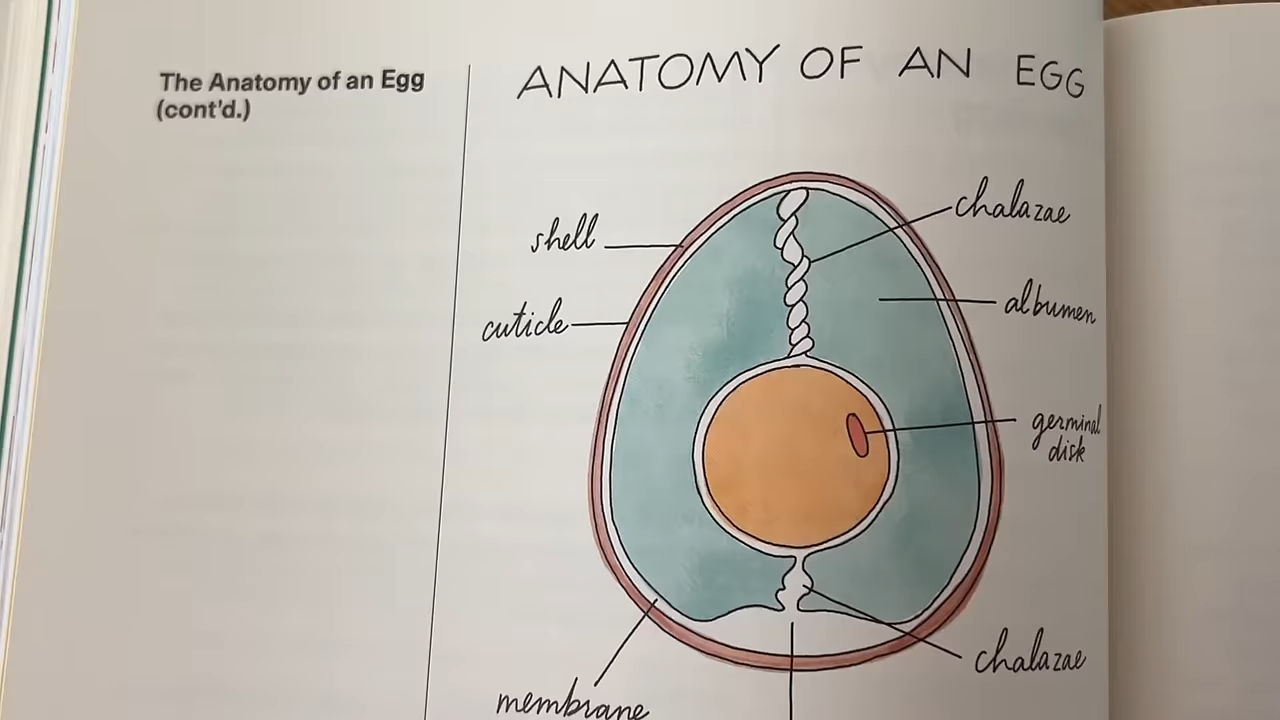 The Anatomy of an Egg
(cont'd.)
ANATOMY OF AN EGG
shell
cuticle
chalazae
albumen
germinal
disk
chalazae
membrane